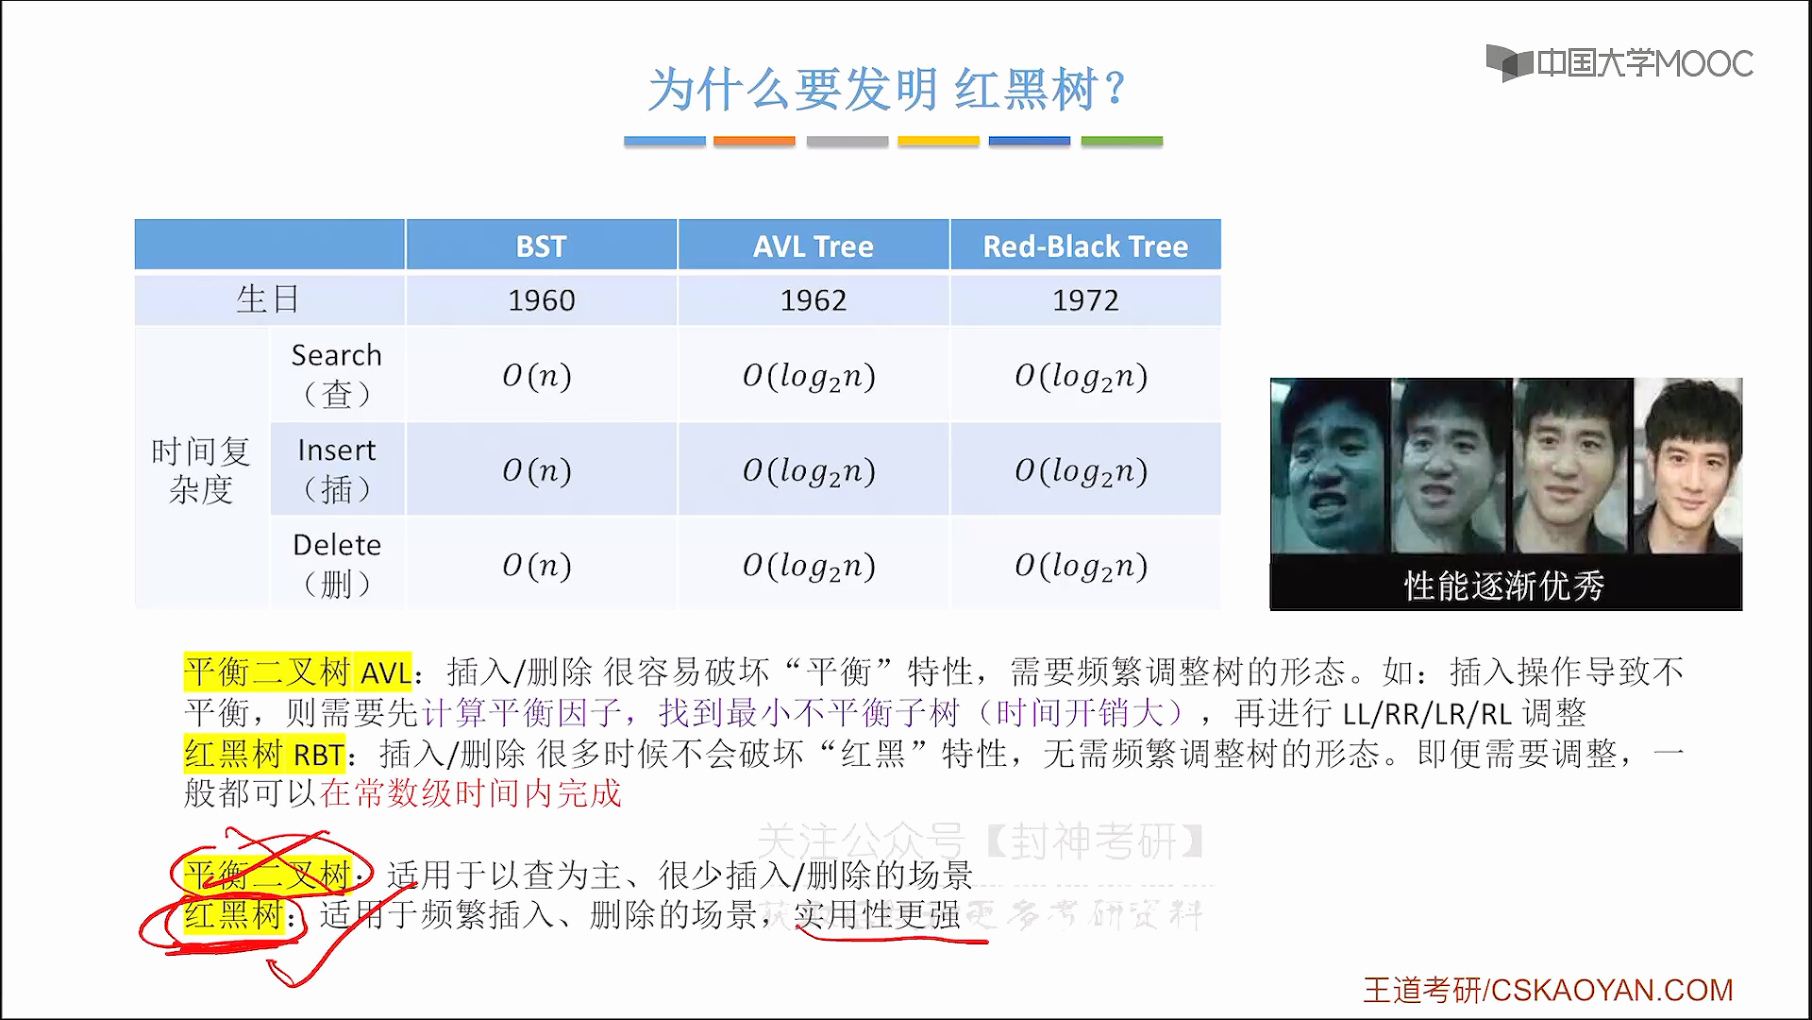 中国大学MOOC
为什么要发明 红黑树？
BST AVL Tree Red-Black Tree
生日 1960 1962 1972
时间复杂度
Search（查） O(n) O(log₂n) O(log₂n)
Insert（插） O(n) O(log₂n) O(log₂n)
Delete（删） O(n) O(log₂n) O(log₂n)
性能逐渐优秀
平衡二叉树 AVL：插入/删除 很容易破坏“平衡”特性，需要频繁调整树的形态。如：插入操作导致不
平衡，则需要先计算平衡因子，找到最小不平衡子树（时间开销大），再进行 LL/RR/LR/RL 调整
红黑树 RBT：插入/删除 很多时候不会破坏“红黑”特性，无需频繁调整树的形态。即便需要调整，一
般都可以在常数级时间内完成
关注公众号【封神考研】
平衡二叉树：适用于以查为主、很少插入/删除的场景
红黑树：适用于频繁插入、删除的场景，实用性更强
更多考研资料
王道考研/CSKAOYAN.COM